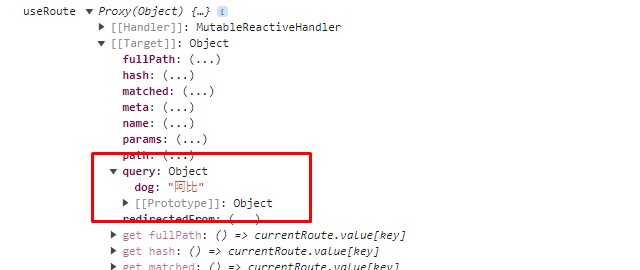 useRoute ▼ Proxy(Object) {…} i
▶ [[Handler]]: MutableReactiveHandler
▼ [[Target]]: Object
fullPath: (...)
hash: (...)
matched: (...)
meta: (...)
name: (...)
params: (...)
path: (...)
▼ query: Object
dog: "阿比"
▶ [[Prototype]]: Object
redirectedFrom: (...)
▶ get fullPath: () => currentRoute.value[key]
▶ get hash: () => currentRoute.value[key]
▶ get matched: () => currentRoute.value[key]